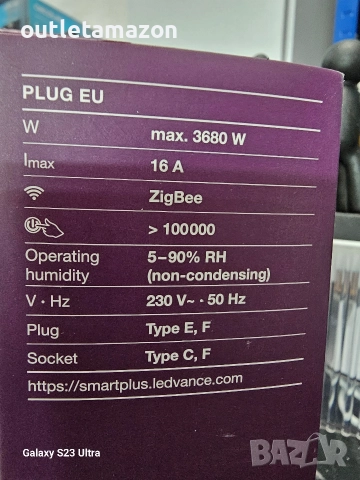 outletamazon
PLUG EU
W max. 3680 W
Imax 16 A
ZigBee
> 100000
Operating humidity 5–90% RH (non-condensing)
V · Hz 230 V~ · 50 Hz
Plug Type E, F
Socket Type C, F
https://smartplus.ledvance.com
Galaxy S23 Ultra
BAZAR